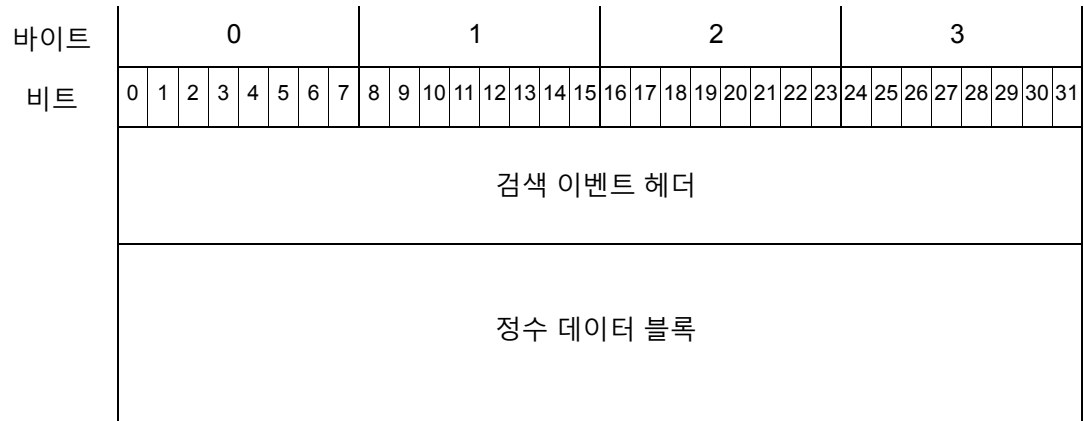 바이트 0 1 2 3
비트 0 1 2 3 4 5 6 7 8 9 10 11 12 13 14 15 16 17 18 19 20 21 22 23 24 25 26 27 28 29 30 31
검색 이벤트 헤더
정수 데이터 블록